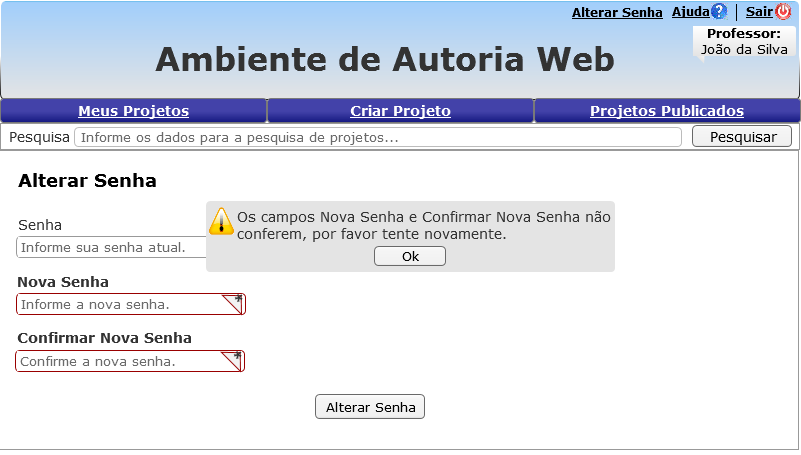 Alterar Senha Ajuda Sair
Professor:
João da Silva
Ambiente de Autoria Web
Meus Projetos Criar Projeto Projetos Publicados
Pesquisa Informe os dados para a pesquisa de projetos... Pesquisar
Alterar Senha
Os campos Nova Senha e Confirmar Nova Senha não
conferem, por favor tente novamente.
Ok
Senha
Informe sua senha atual.
Nova Senha
Informe a nova senha.
Confirmar Nova Senha
Confirme a nova senha.
Alterar Senha